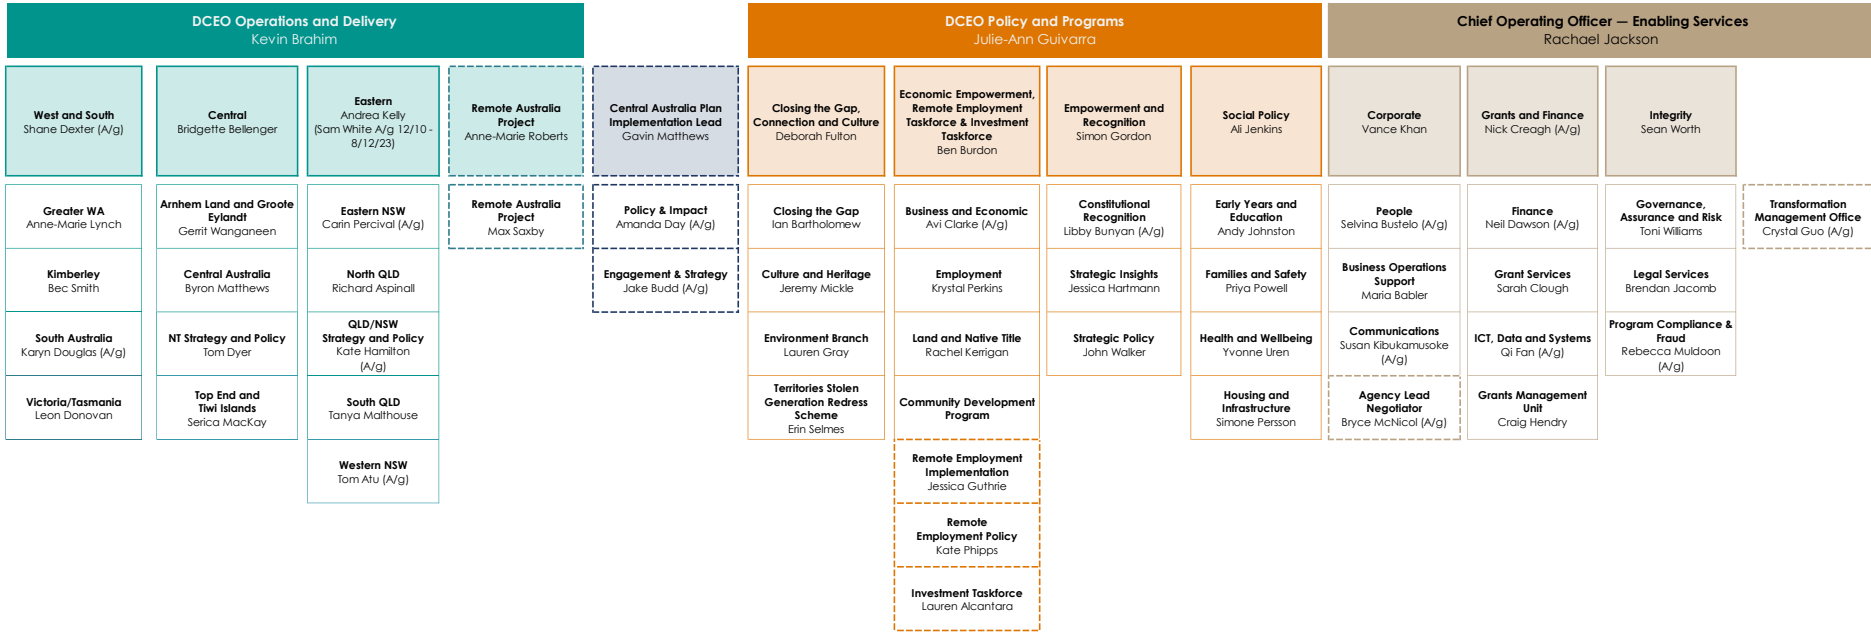 DCEO Operations and Delivery
Kevin Brahim
DCEO Policy and Programs
Julie-Ann Guivarra
Chief Operating Officer — Enabling Services
Rachael Jackson
West and South
Shane Dexter (A/g)
Central
Bridgette Bellenger
Eastern
Andrea Kelly
(Sam White A/g 12/10 -
8/12/23)
Remote Australia
Project
Anne-Marie Roberts
Central Australia Plan
Implementation Lead
Gavin Matthews
Closing the Gap,
Connection and Culture
Deborah Fulton
Economic Empowerment,
Remote Employment
Taskforce & Investment
Taskforce
Ben Burdon
Empowerment and
Recognition
Simon Gordon
Social Policy
Ali Jenkins
Corporate
Vance Khan
Grants and Finance
Nick Creagh (A/g)
Integrity
Sean Worth
Greater WA
Anne-Marie Lynch
Kimberley
Bec Smith
South Australia
Karyn Douglas (A/g)
Victoria/Tasmania
Leon Donovan
Arnhem Land and Groote
Eylandt
Gerrit Wanganeen
Central Australia
Byron Matthews
NT Strategy and Policy
Tom Dyer
Top End and
Tiwi Islands
Serica MacKay
Eastern NSW
Carin Percival (A/g)
North QLD
Richard Aspinall
QLD/NSW
Strategy and Policy
Kate Hamilton
(A/g)
South QLD
Tanya Malthouse
Western NSW
Tom Atu (A/g)
Remote Australia
Project
Max Saxby
Policy & Impact
Amanda Day (A/g)
Engagement & Strategy
Jake Budd (A/g)
Closing the Gap
Ian Bartholomew
Culture and Heritage
Jeremy Mickle
Environment Branch
Lauren Gray
Territories Stolen
Generation Redress
Scheme
Erin Selmes
Business and Economic
Avi Clarke (A/g)
Employment
Krystal Perkins
Land and Native Title
Rachel Kerrigan
Community Development
Program
Remote Employment
Implementation
Jessica Guthrie
Remote
Employment Policy
Kate Phipps
Investment Taskforce
Lauren Alcantara
Constitutional
Recognition
Libby Bunyan (A/g)
Strategic Insights
Jessica Hartmann
Strategic Policy
John Walker
Early Years and
Education
Andy Johnston
Families and Safety
Priya Powell
Health and Wellbeing
Yvonne Uren
Housing and
Infrastructure
Simone Persson
People
Selvina Bustelo (A/g)
Business Operations
Support
Maria Babler
Communications
Susan Kibukamusoke
(A/g)
Agency Lead
Negotiator
Bryce McNicol (A/g)
Finance
Neil Dawson (A/g)
Grant Services
Sarah Clough
ICT, Data and Systems
Qi Fan (A/g)
Grants Management
Unit
Craig Hendry
Governance,
Assurance and Risk
Toni Williams
Legal Services
Brendan Jacomb
Program Compliance &
Fraud
Rebecca Muldoon
(A/g)
Transformation
Management Office
Crystal Guo (A/g)